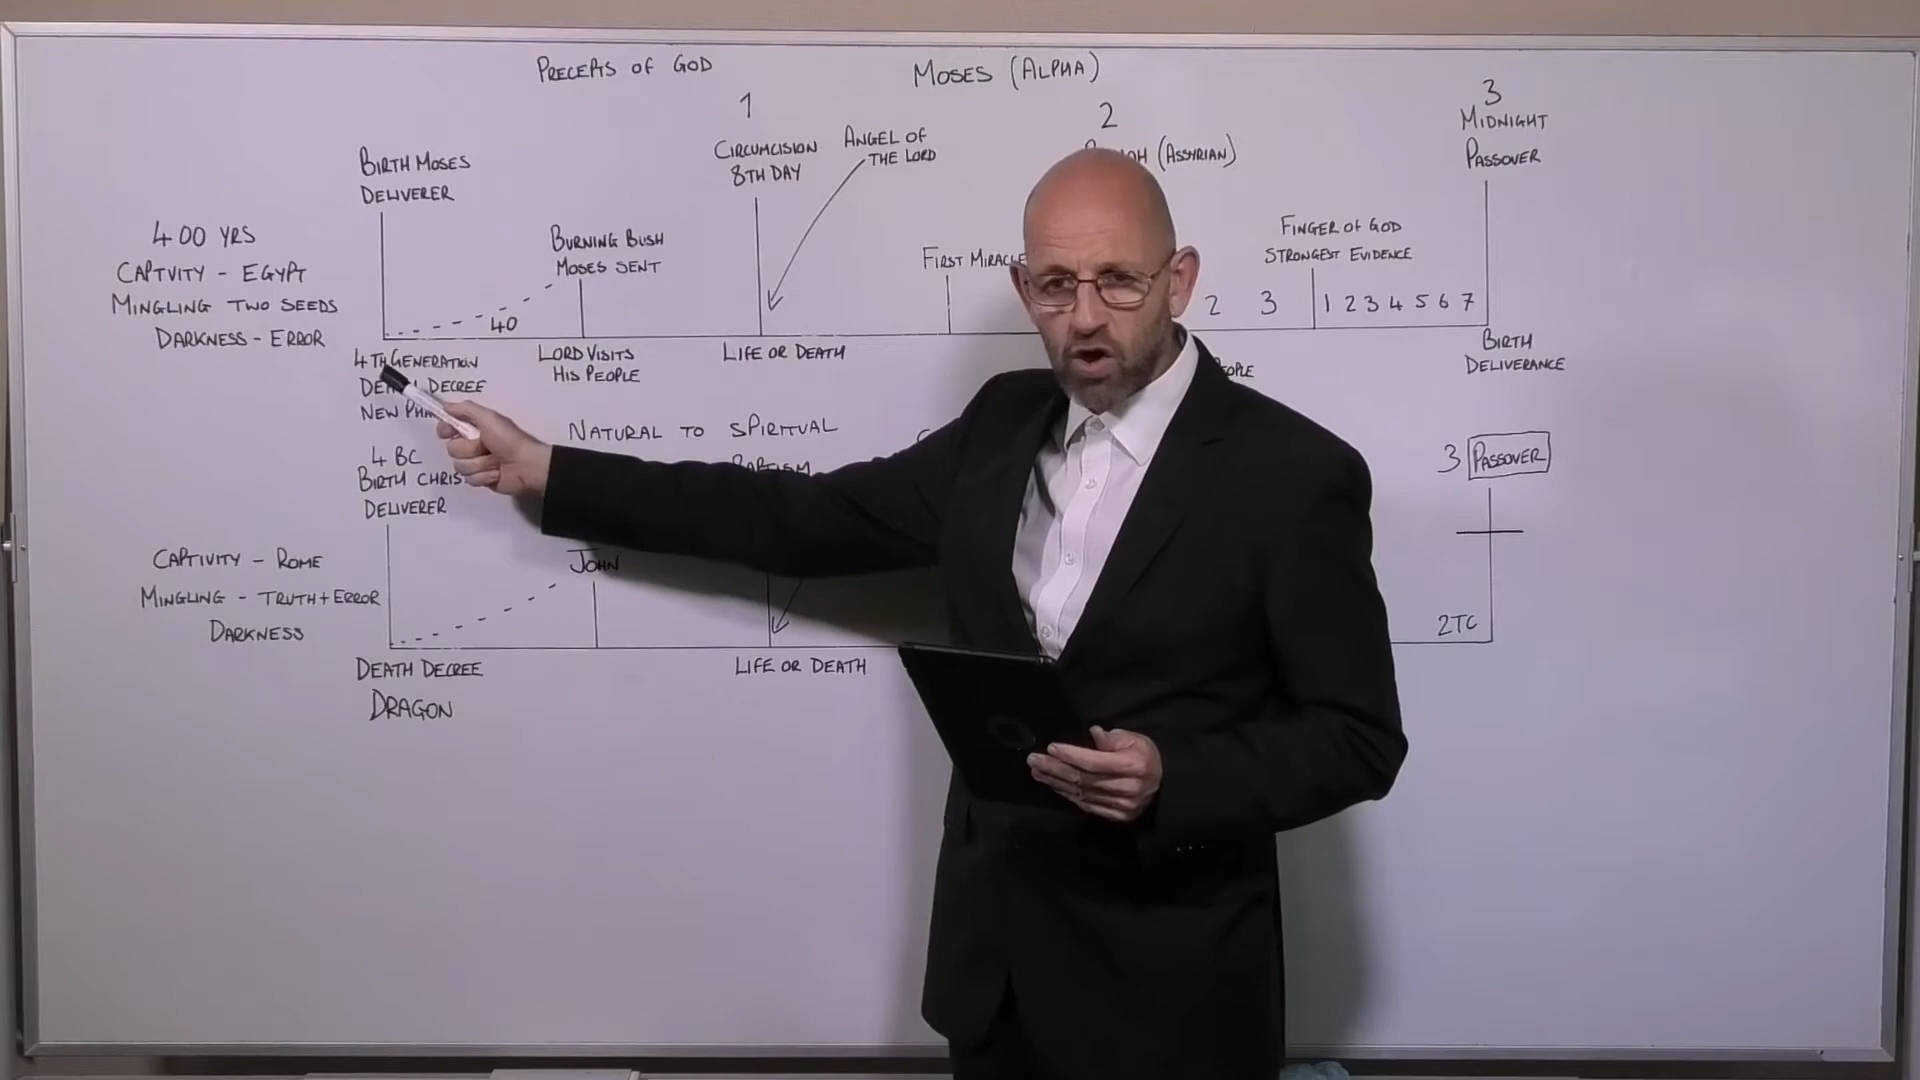 PRECEPTS OF GOD
MOSES (ALPHA)
1
2
3
MIDNIGHT
PASSOVER
CIRCUMCISION
8TH DAY
ANGEL OF
THE LORD
(ASSYRIAN)
BIRTH MOSES
DELIVERER
400 YRS
CAPTVITY - EGYPT
MINGLING TWO SEEDS
DARKNESS - ERROR
BURNING BUSH
MOSES SENT
FIRST MIRACLE
FINGER OF GOD
STRONGEST EVIDENCE
40
2 3 1 2 3 4 5 6 7
4TH GENERATION
DEATH DECREE
NEW
LORD VISITS
HIS PEOPLE
LIFE OR DEATH
BIRTH
DELIVERANCE
NATURAL TO SPIRITUAL
4 BC
BIRTH CHRIST
DELIVERER
BAPTISM
3 PASSOVER
CAPTIVITY - ROME
MINGLING - TRUTH + ERROR
DARKNESS
JOHN
2TC
DEATH DECREE
DRAGON
LIFE OR DEATH